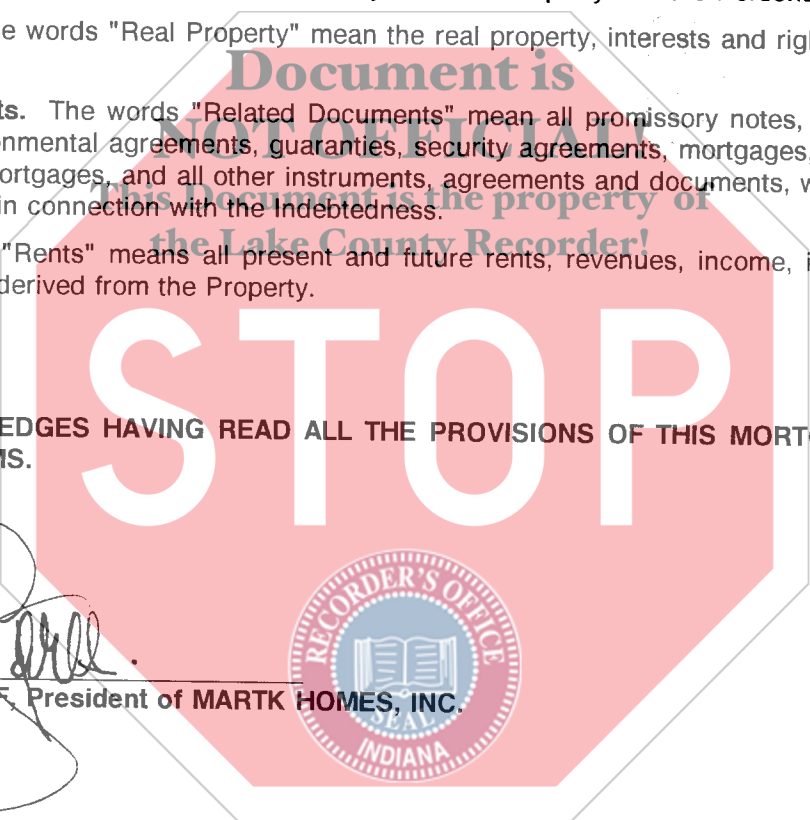 e words "Real Property" mean the real property, interests and rig
Document is
ts. The words "Related Documents" mean all promissory notes,
NOT OFFICIAL!
onmental agreements, guaranties, security agreements, mortgages,
ortgages, and all other instruments, agreements and documents, w
This Document is the property of
in connection with the Indebtedness.
the Lake County Recorder!
"Rents" means all present and future rents, revenues, income, i
derived from the Property.
STOP
EDGES HAVING READ ALL THE PROVISIONS OF THIS MORT
MS.
RECORDER'S OFFICE
, President of MARTK HOMES, INC.
SEAL
INDIANA